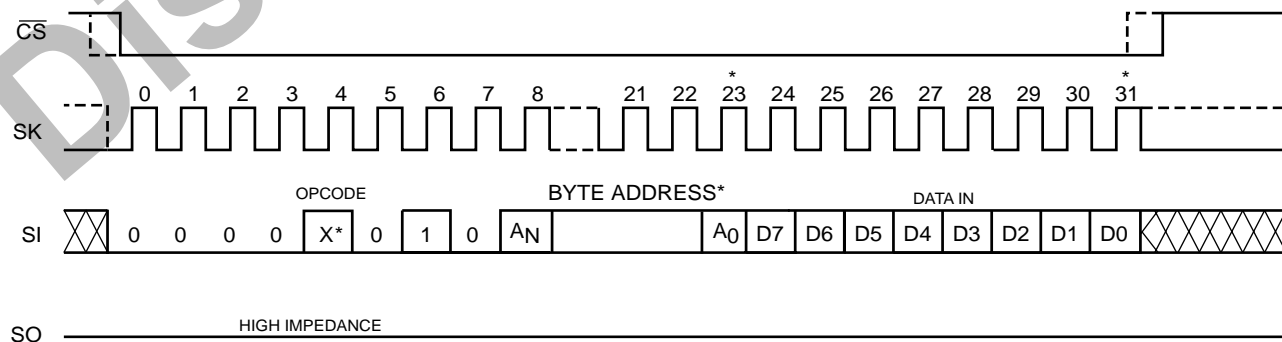 Dis
CS
* *
0 1 2 3 4 5 6 7 8 21 22 23 24 25 26 27 28 29 30 31
SK
OPCODE BYTE ADDRESS* DATA IN
SI 0 0 0 0 X* 0 1 0 AN A0 D7 D6 D5 D4 D3 D2 D1 D0
HIGH IMPEDANCE
SO